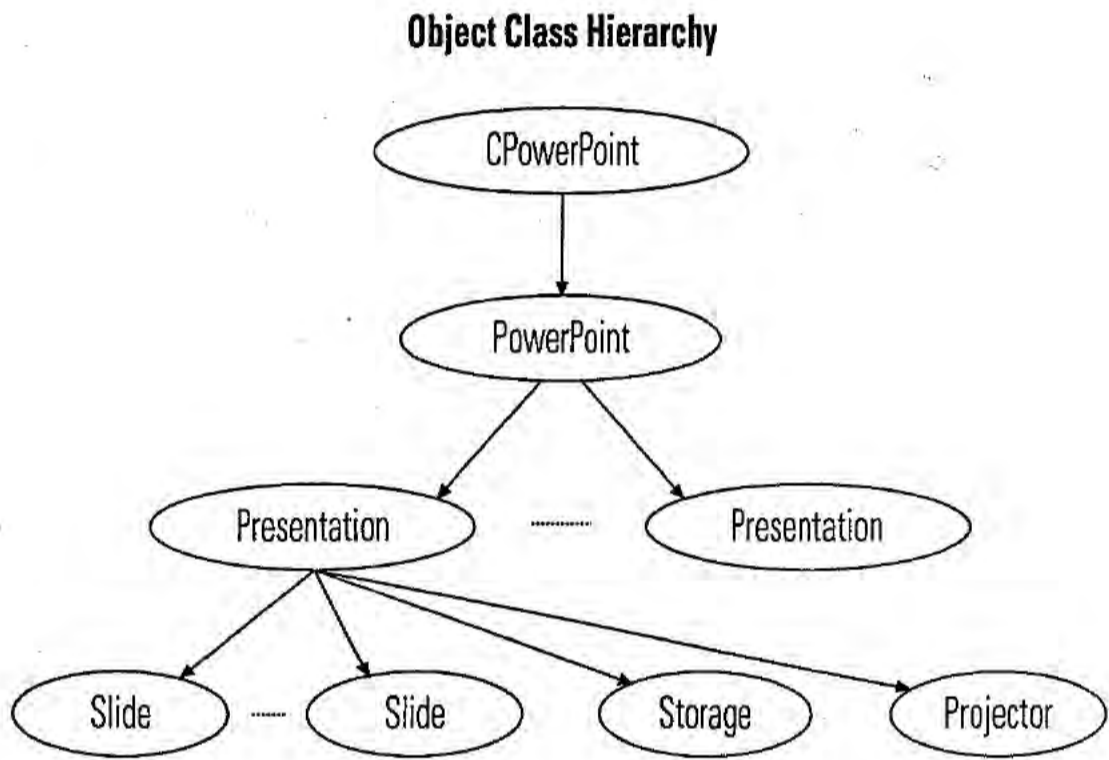 Object Class Hierarchy
CPowerPoint
PowerPoint
Presentation
Presentation
Slide
Slide
Storage
Projector